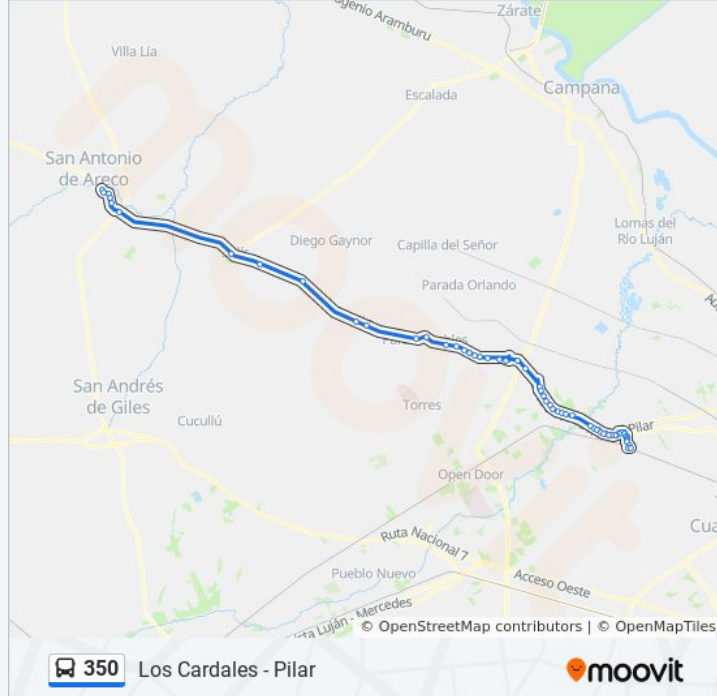 Eugenio Aramburu
Zárate
Villa Lía
Campana
Escalada
San Antonio
de Areco
Lomas del
Río Luján
Diego Gaynor
Capilla del Señor
Parada Orlando
San Andrés
de Giles
Torres
Cucullú
Pilar
Open Door
Ruta Nacional 7
Pueblo Nuevo
Acceso Oeste
Luján - Mercedes
© OpenStreetMap contributors | © OpenMapTiles
350 Los Cardales - Pilar
moovit